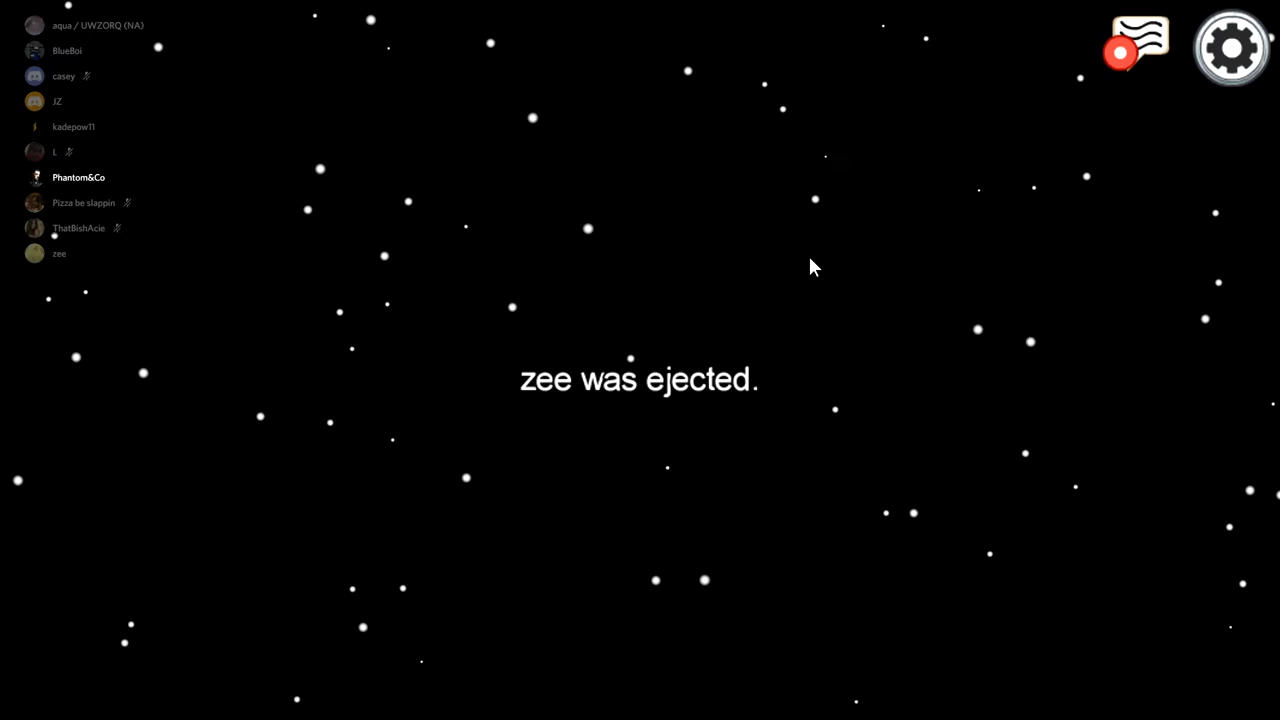 aqua / UWZORQ (NA)
BlueBoi
casey
JZ
kadepow11
L
Phantom&Co
Pizza be slappin
ThatBishAcie
zee
zee was ejected.